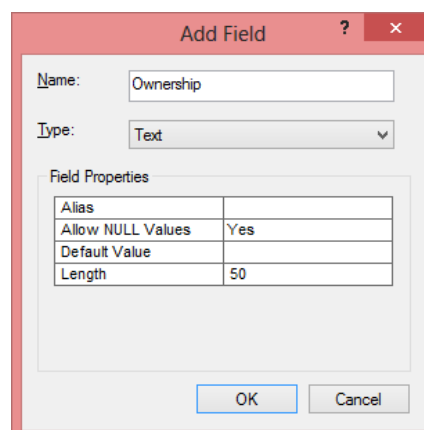 Add Field ? ×
Name: Ownership
Type: Text
Field Properties
Alias
Allow NULL Values Yes
Default Value
Length 50
OK Cancel